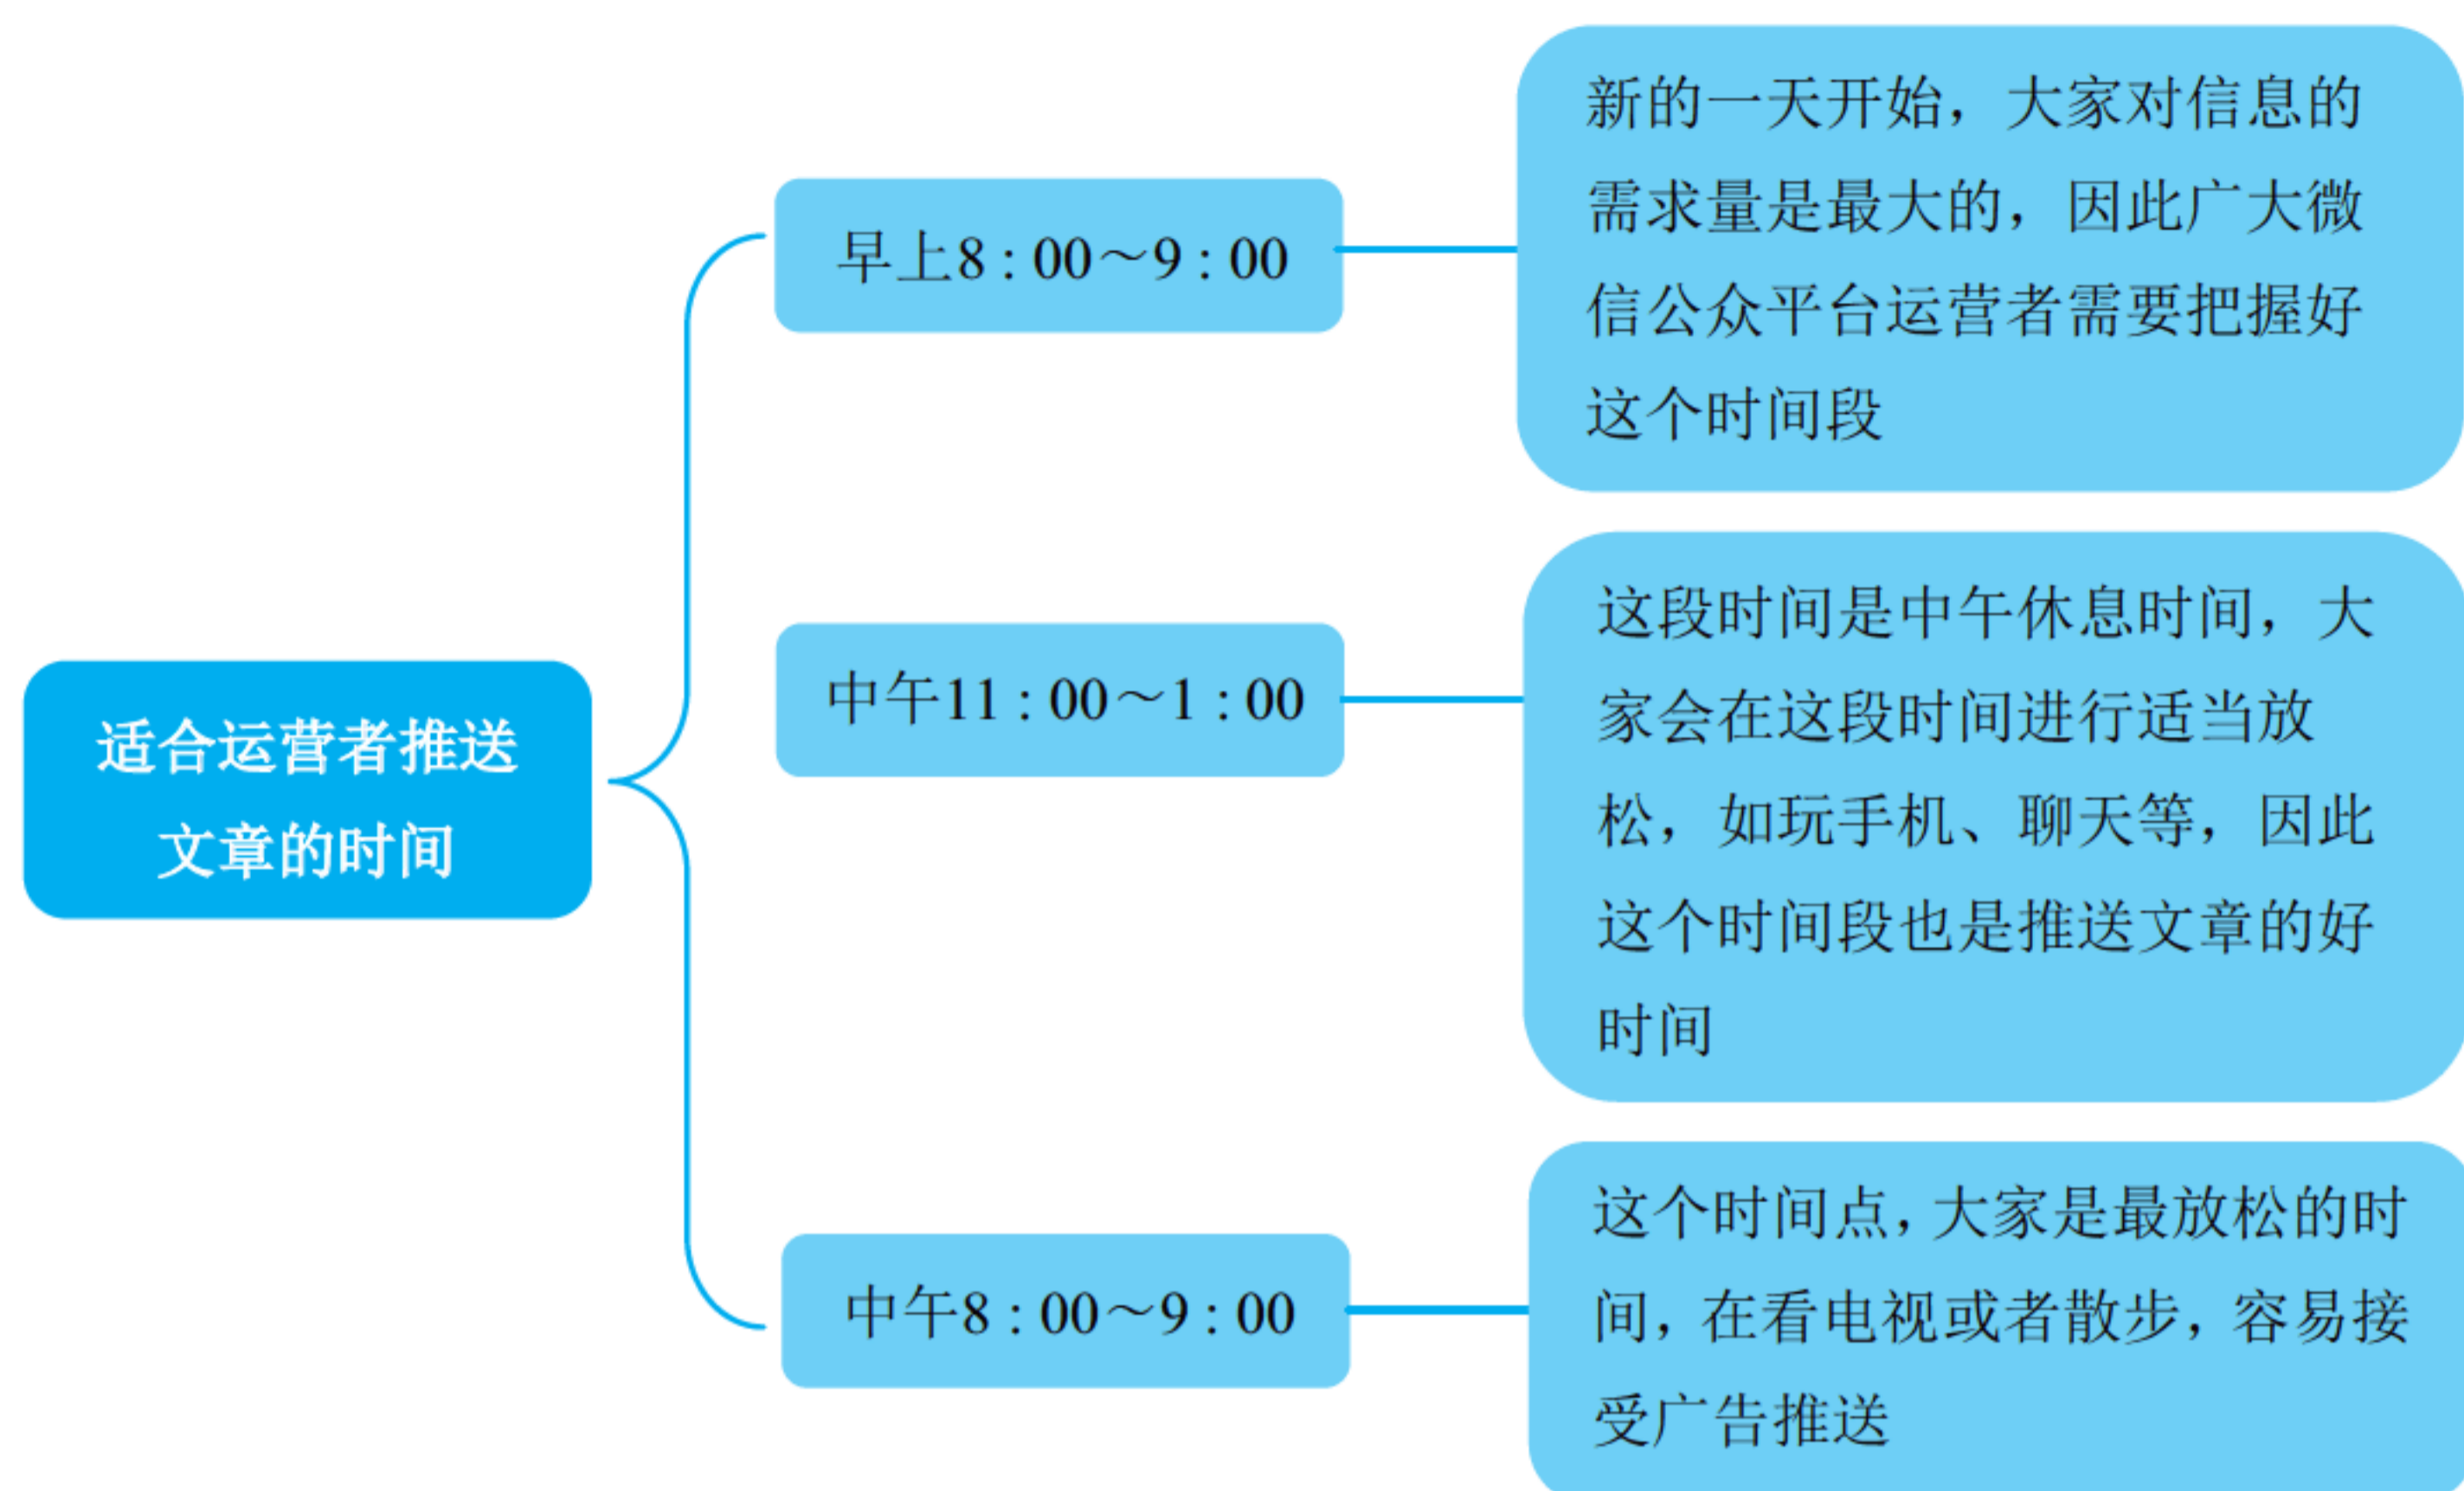 适合运营者推送
文章的时间
早上8：00～9：00
新的一天开始，大家对信息的
需求量是最大的，因此广大微
信公众平台运营者需要把握好
这个时间段
中午11：00～1：00
这段时间是中午休息时间，大
家会在这段时间进行适当放
松，如玩手机、聊天等，因此
这个时间段也是推送文章的好
时间
中午8：00～9：00
这个时间点，大家是最放松的时
间，在看电视或者散步，容易接
受广告推送